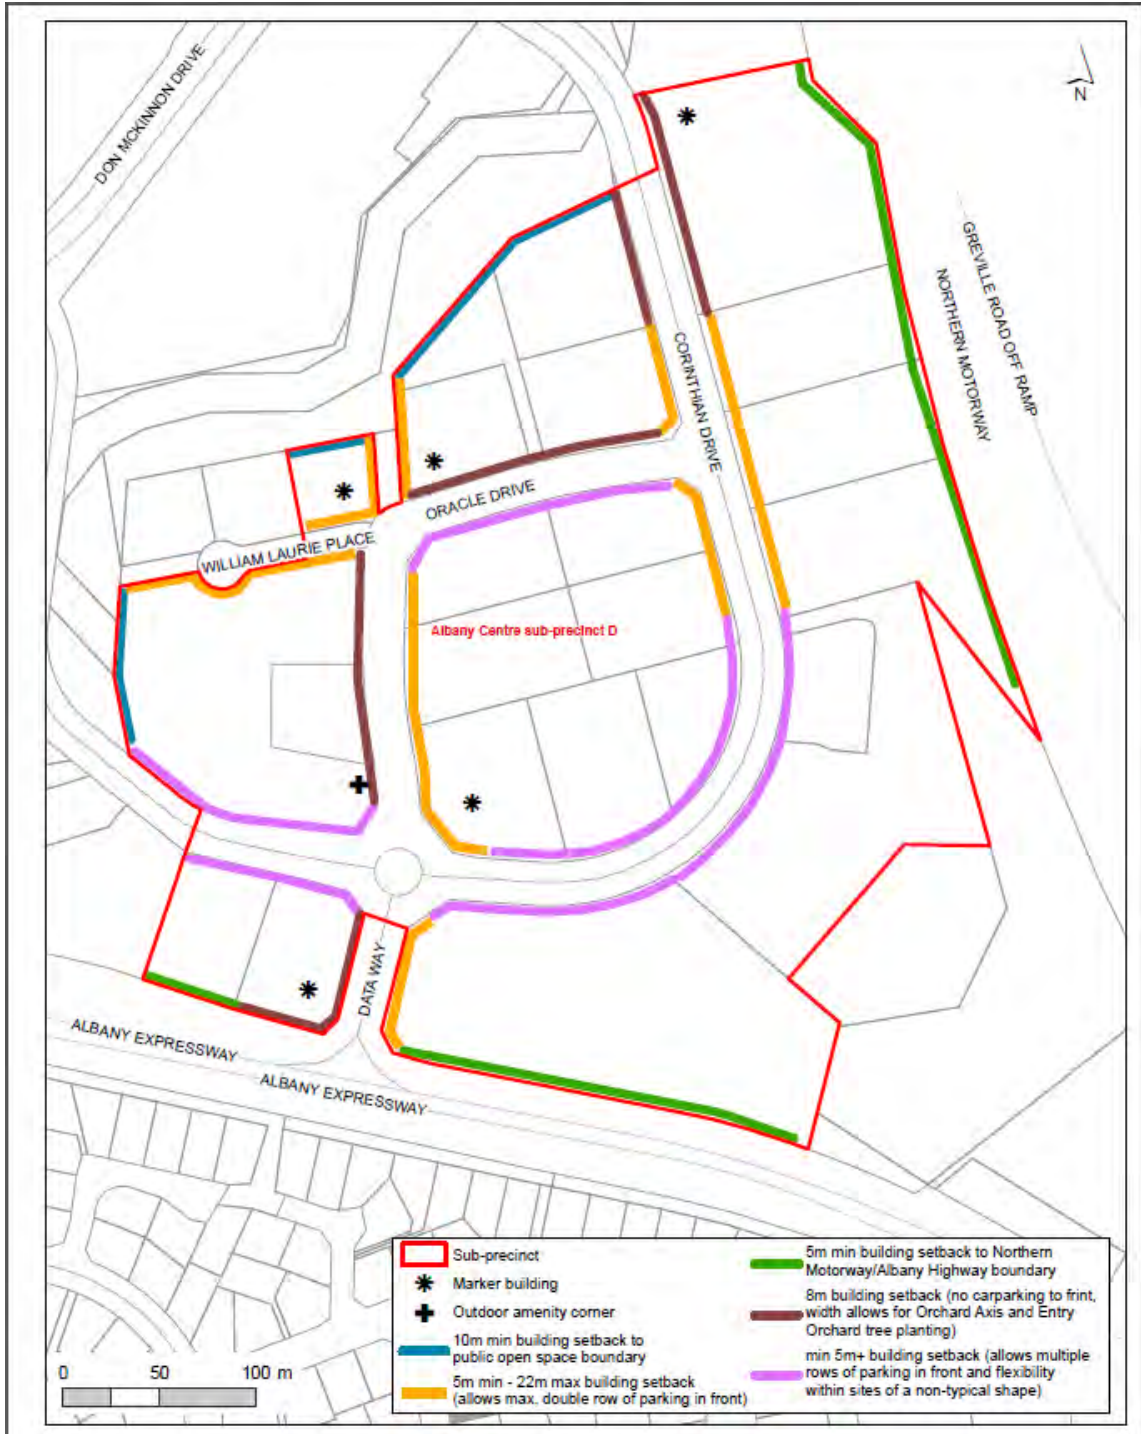 DON MCKINNON DRIVE
N
GREVILLE ROAD OFF RAMP
NORTHERN MOTORWAY
CORINTHIAN DRIVE
ORACLE DRIVE
WILLIAM LAURIE PLACE
Albany Centre sub-precinct D
DATA WAY
ALBANY EXPRESSWAY
ALBANY EXPRESSWAY
Sub-precinct
Marker building
Outdoor amenity corner
10m min building setback to
public open space boundary
5m min - 22m max building setback
(allows max. double row of parking in front)
5m min building setback to Northern
Motorway/Albany Highway boundary
8m building setback (no carparking to frint,
width allows for Orchard Axis and Entry
Orchard tree planting)
min 5m+ building setback (allows multiple
rows of parking in front and flexibility
within sites of a non-typical shape)
0 50 100 m